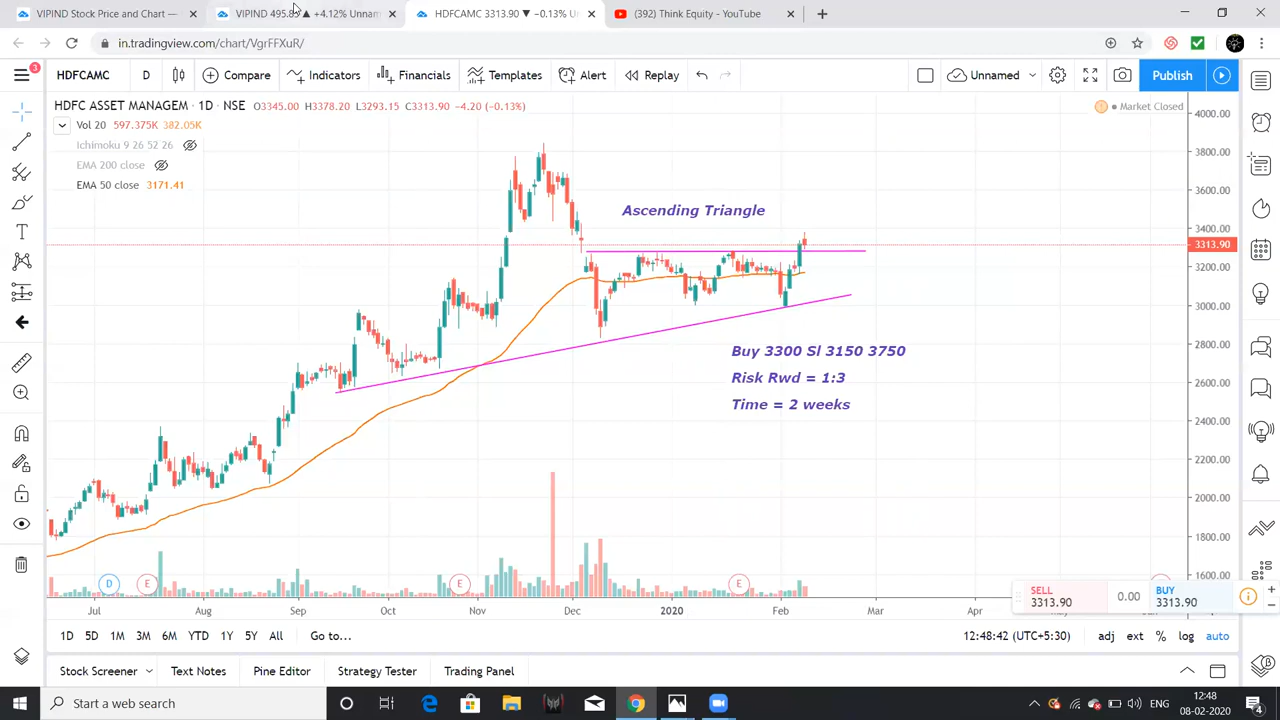 VIPIND Stock Price and Chart —
VIPIND 495.8 ▲ +4.12% Unnam
HDFCAMC 3313.90 ▼ −0.13% Un
(392) Think Equity - YouTube
in.tradingview.com/chart/VgrFFXuR/
3
HDFCAMC
D
Compare
Indicators
Financials
Templates
Alert
Replay
Unnamed
Publish
HDFC ASSET MANAGEM · 1D · NSE O3345.00 H3378.20 L3293.15 C3313.90 −4.20 (−0.13%)
Market Closed
Vol 20 597.375K 382.05K
Ichimoku 9 26 52 26
EMA 200 close
EMA 50 close 3171.41
4000.00
3800.00
3600.00
3400.00
3313.90
3200.00
3000.00
2800.00
2600.00
2400.00
2200.00
2000.00
1800.00
1600.00
Ascending Triangle
Buy 3300 Sl 3150 3750
Risk Rwd = 1:3
Time = 2 weeks
D
E
E
E
Jul
Aug
Sep
Oct
Nov
Dec
2020
Feb
Mar
Apr
SELL
3313.90
0.00
BUY
3313.90
1D 5D 1M 3M 6M YTD 1Y 5Y All Go to...
12:48:42 (UTC+5:30) adj ext % log auto
Stock Screener
Text Notes
Pine Editor
Strategy Tester
Trading Panel
Type here to search
ENG
12:48
08-02-2020